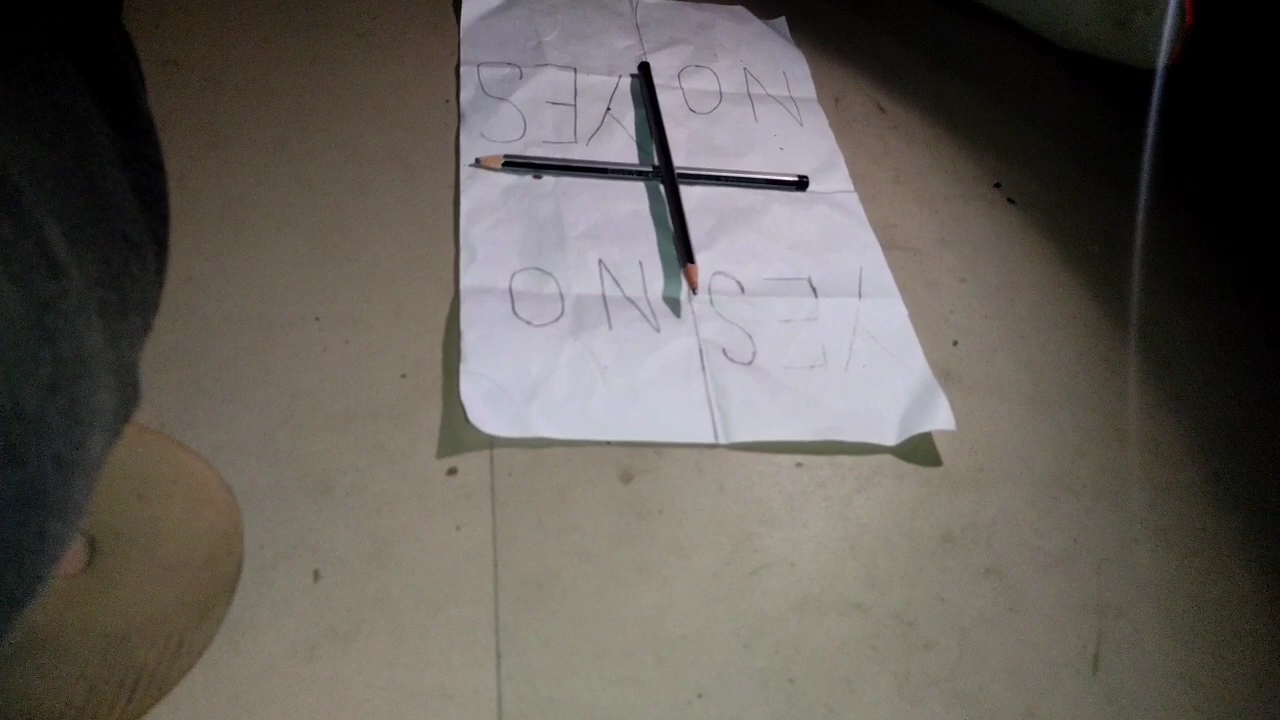 YES NO
NO YES